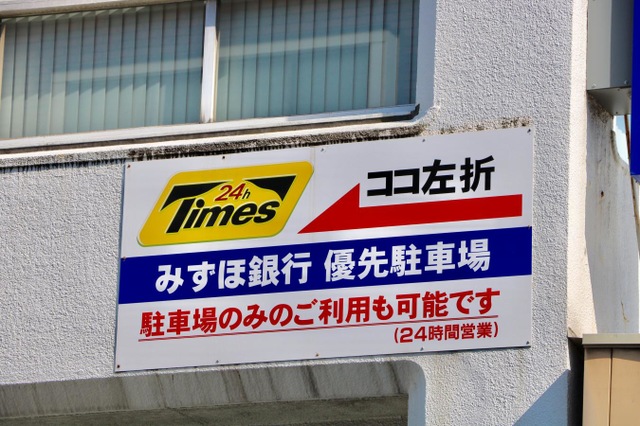 24h
Times
ココ左折
みずほ銀行 優先駐車場
駐車場のみのご利用も可能です
(24時間営業)